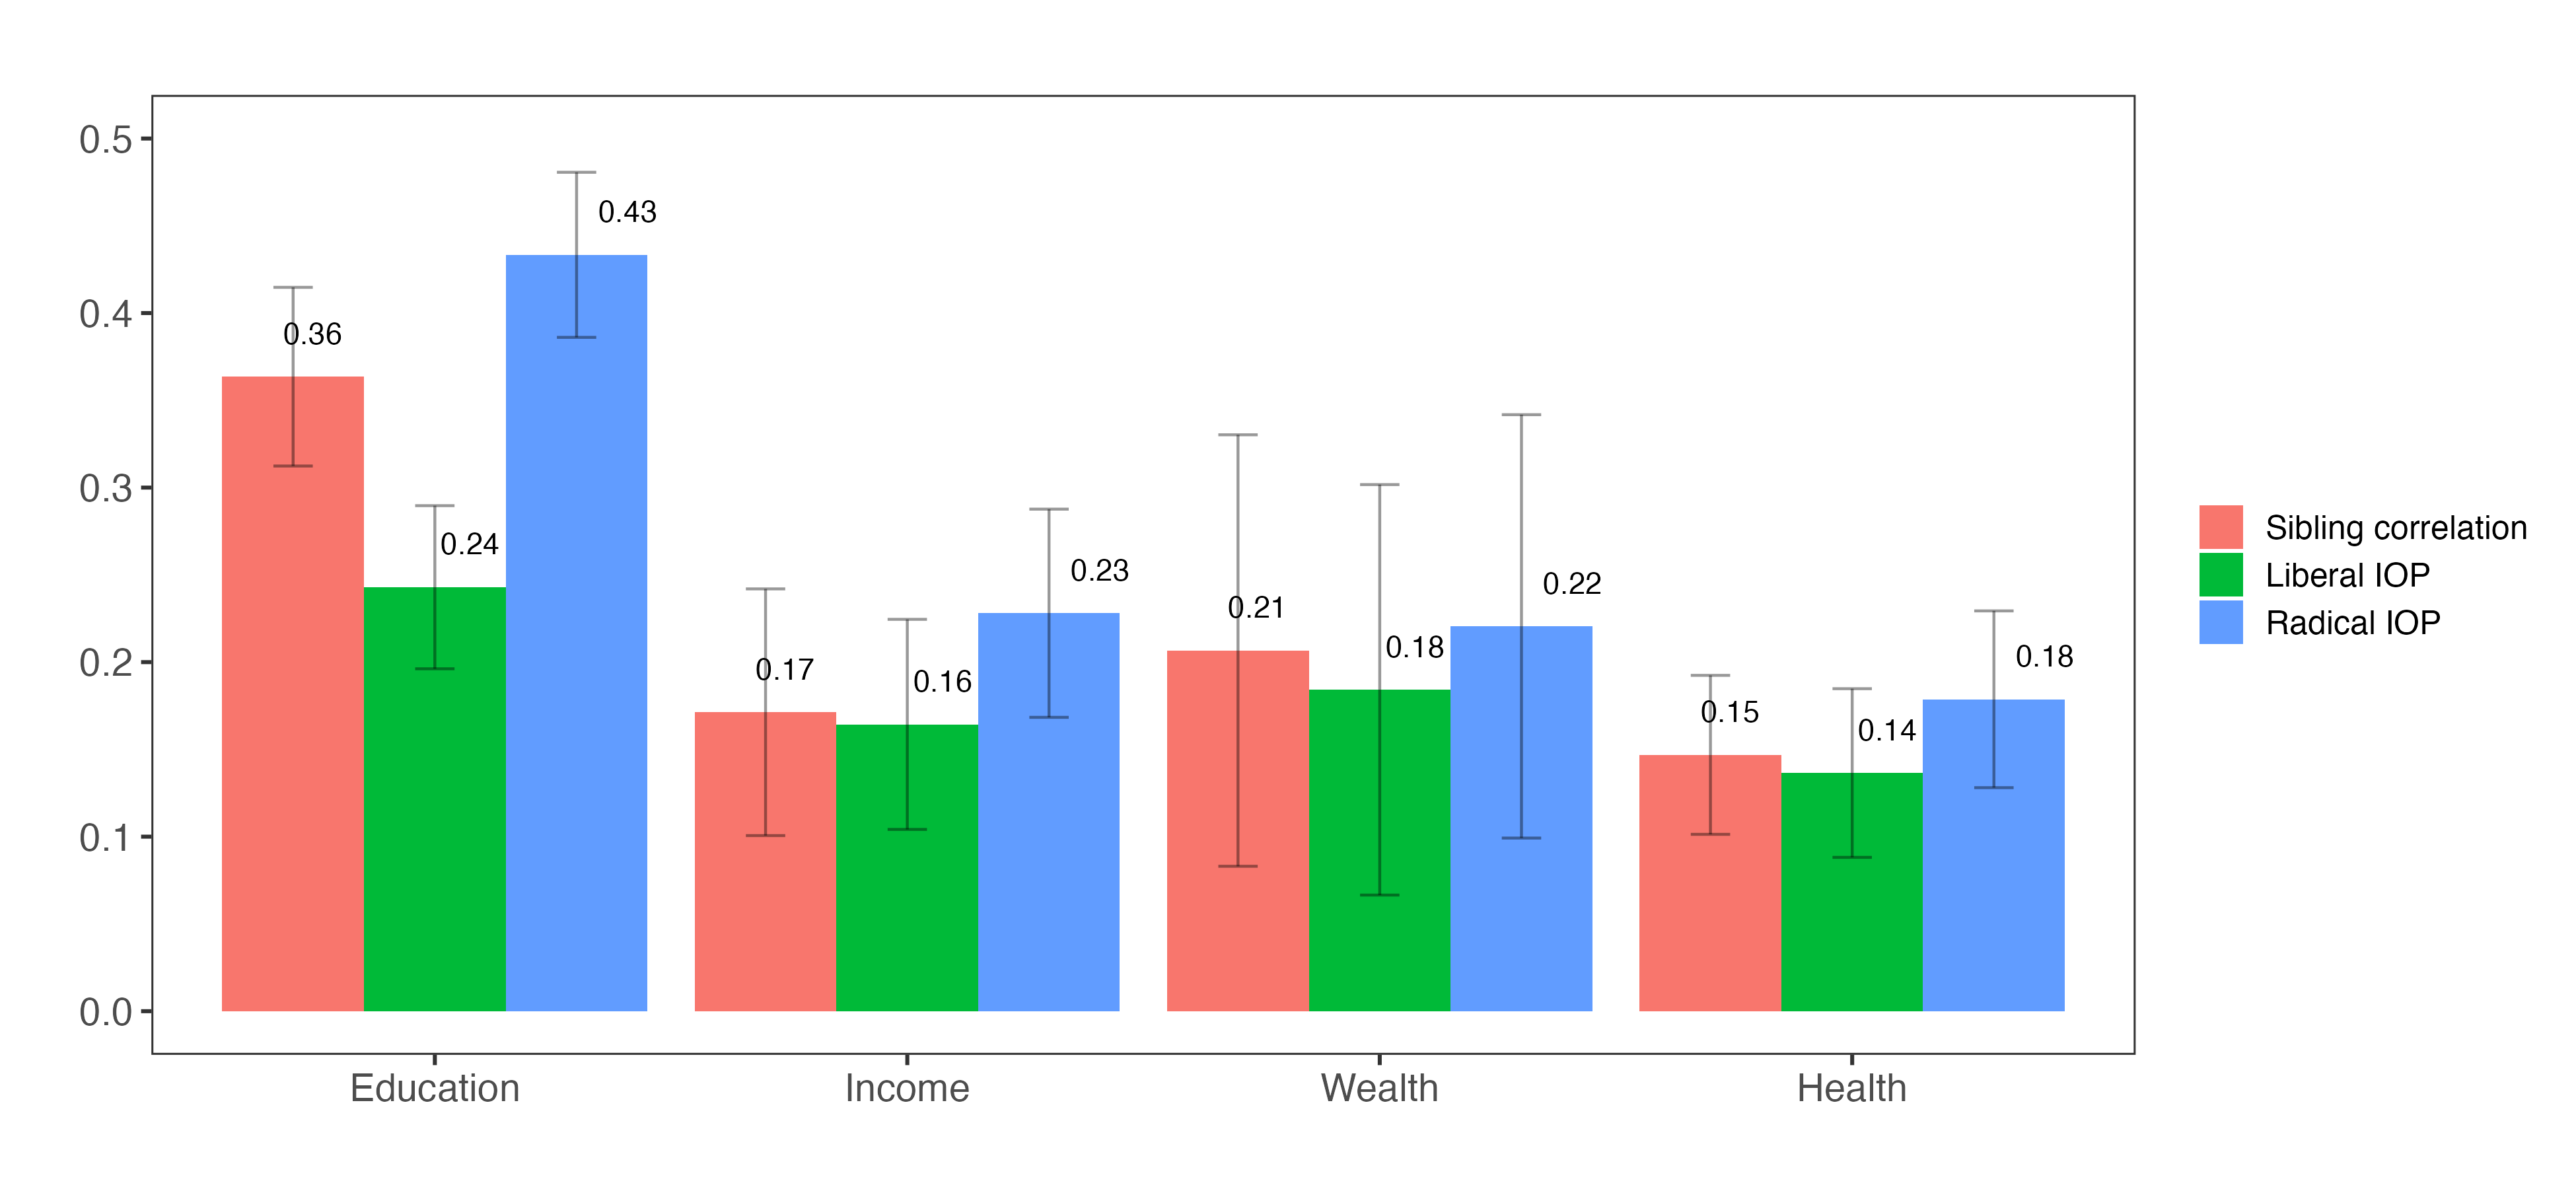 0.5
0.4
0.3
0.2
0.1
0.0
0.36
0.24
0.43
0.17
0.16
0.23
0.21
0.18
0.22
0.15
0.14
0.18
Education
Income
Wealth
Health
Sibling correlation
Liberal IOP
Radical IOP